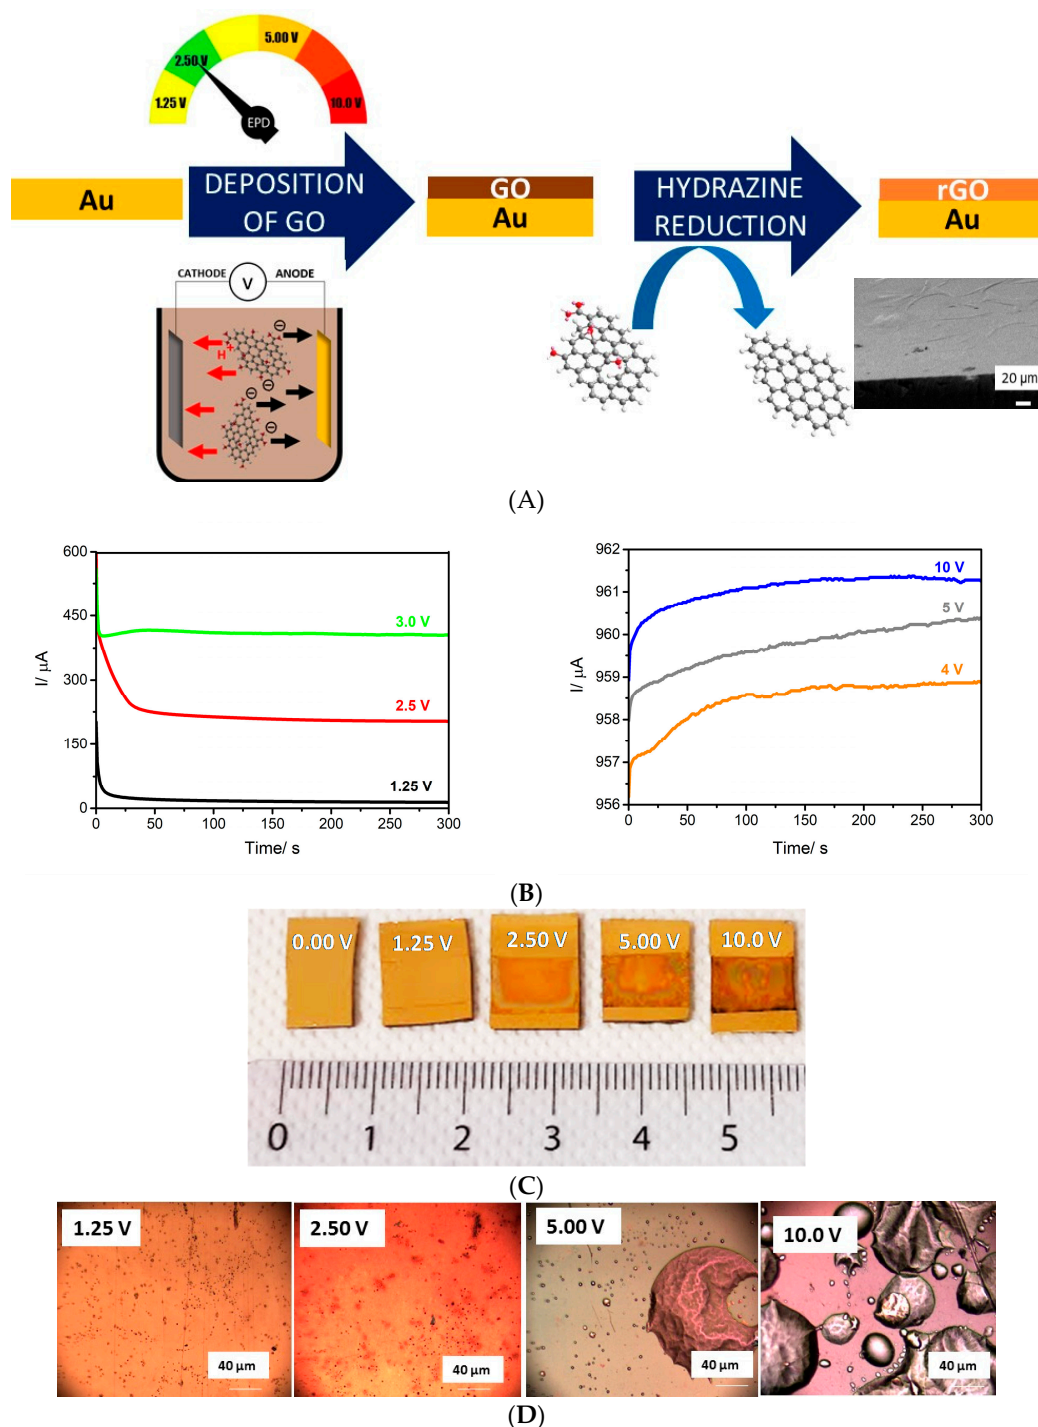 1.25 V
2.50 V
5.00 V
10.0 V
EPD
Au
DEPOSITION
OF GO
GO
Au
HYDRAZINE
REDUCTION
rGO
Au
CATHODE
V
ANODE
H+
20 µm
(A)
600
450
300
150
0
I/ µA
3.0 V
2.5 V
1.25 V
0 50 100 150 200 250 300
Time/ s
962
961
960
959
958
957
956
I/ µA
10 V
5 V
4 V
0 50 100 150 200 250 300
Time/ s
(B)
0.00 V 1.25 V 2.50 V 5.00 V 10.0 V
0 1 2 3 4 5
(C)
1.25 V
40 µm
2.50 V
40 µm
5.00 V
40 µm
10.0 V
40 µm
(D)